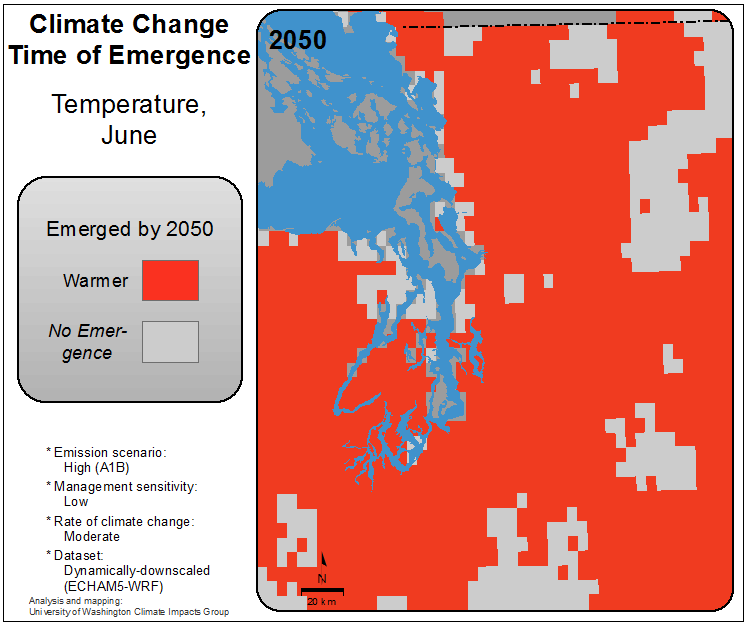 Climate Change
Time of Emergence
Temperature,
June
Emerged by 2050
Warmer
No Emer-
gence
* Emission scenario:
High (A1B)
* Management sensitivity:
Low
* Rate of climate change:
Moderate
* Dataset:
Dynamically-downscaled
(ECHAM5-WRF)
Analysis and mapping:
University of Washington Climate Impacts Group
2050
N
20 km